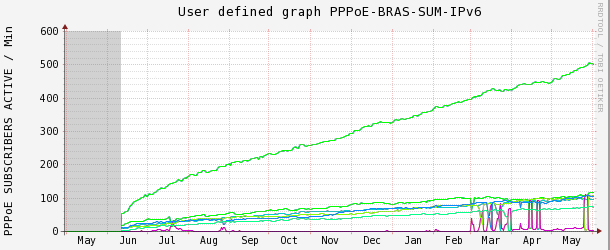 User defined graph PPPoE-BRAS-SUM-IPv6
RRDTOOL / TOBI OETIKER
PPPoE SUBSCRIBERS ACTIVE / Min
600
500
400
300
200
100
0
May Jun Jul Aug Sep Oct Nov Dec Jan Feb Mar Apr May